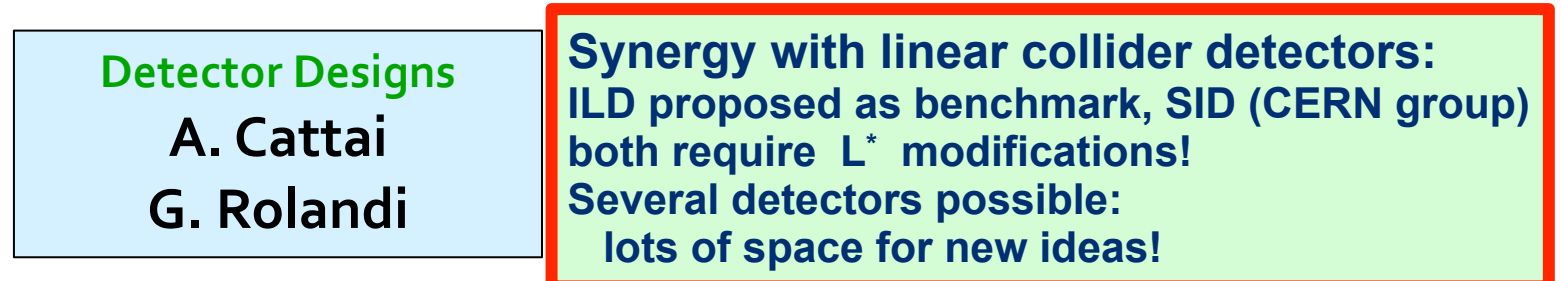 Detector Designs
A. Cattai
G. Rolandi
Synergy with linear collider detectors:
ILD proposed as benchmark, SID (CERN group)
both require L* modifications!
Several detectors possible:
lots of space for new ideas!